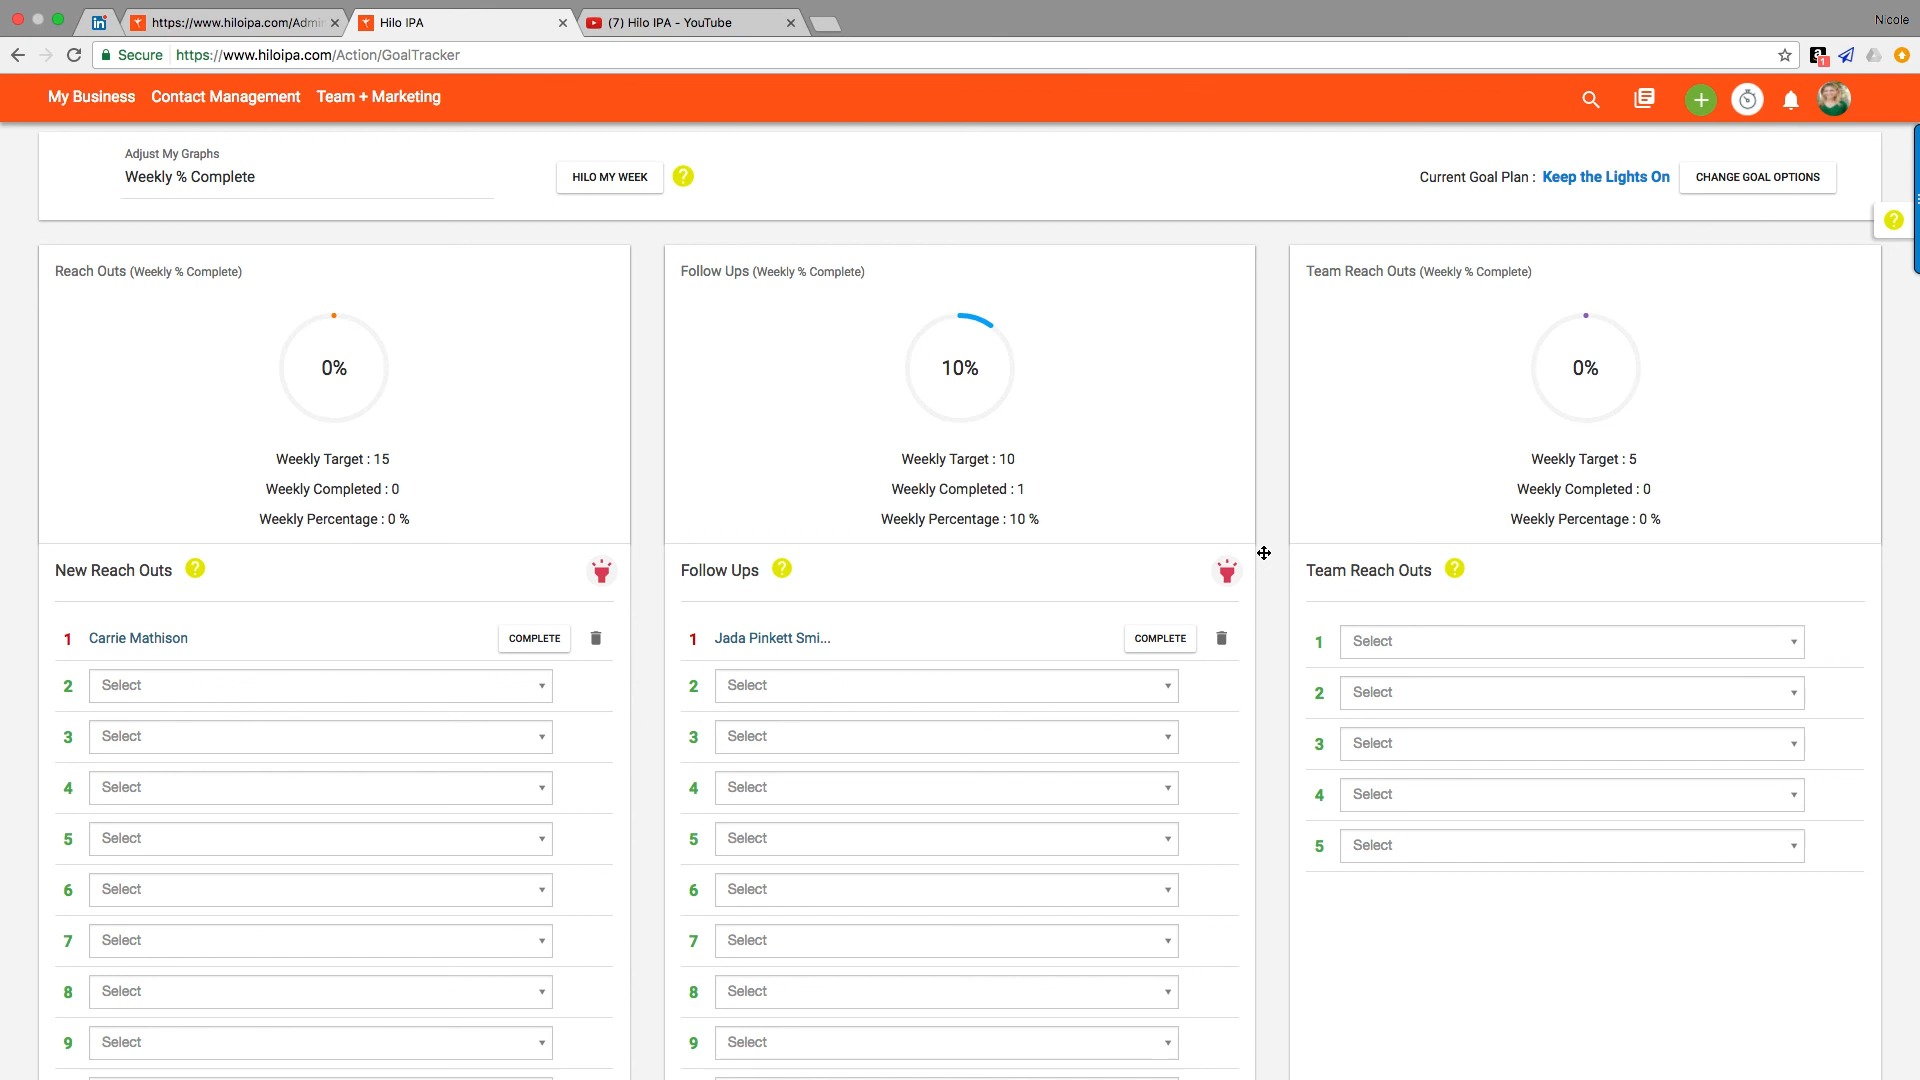 https://www.hiloipa.com/Admin
Hilo IPA
(7) Hilo IPA - YouTube
Nicole
Secure
https://www.hiloipa.com/Action/GoalTracker
1
My Business
Contact Management
Team + Marketing
Adjust My Graphs
Weekly % Complete
HILO MY WEEK
?
Current Goal Plan : Keep the Lights On
CHANGE GOAL OPTIONS
?
Reach Outs (Weekly % Complete)
0%
Weekly Target : 15
Weekly Completed : 0
Weekly Percentage : 0 %
New Reach Outs ?
1 Carrie Mathison COMPLETE
2 Select
3 Select
4 Select
5 Select
6 Select
7 Select
8 Select
9 Select
Follow Ups (Weekly % Complete)
10%
Weekly Target : 10
Weekly Completed : 1
Weekly Percentage : 10 %
Follow Ups ?
1 Jada Pinkett Smi... COMPLETE
2 Select
3 Select
4 Select
5 Select
6 Select
7 Select
8 Select
9 Select
Team Reach Outs (Weekly % Complete)
0%
Weekly Target : 5
Weekly Completed : 0
Weekly Percentage : 0 %
Team Reach Outs ?
1 Select
2 Select
3 Select
4 Select
5 Select